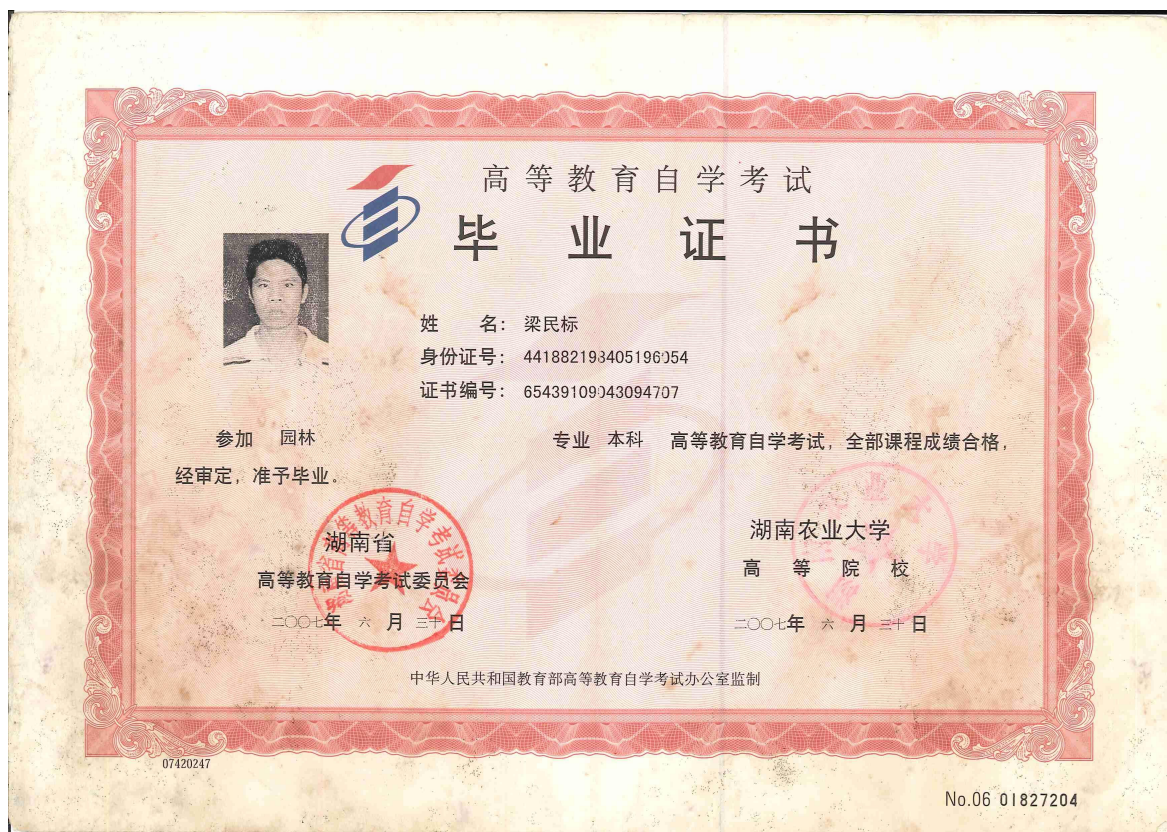 高等教育自学考试
毕业证书
姓 名：梁民标
身份证号：441882198405196054
证书编号：65439109043094707
参加 园林 专业 本科 高等教育自学考试，全部课程成绩合格，
经审定，准予毕业。
湖南省
高等教育自学考试委员会
二〇〇七年 六 月 三十日
湖南农业大学
高等院校
二〇〇七年 六 月 三十日
中华人民共和国教育部高等教育自学考试办公室监制
07420247
No.06 01827204